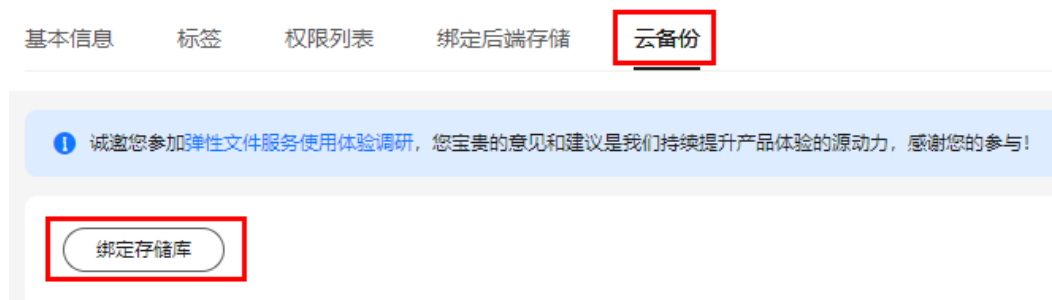 基本信息 标签 权限列表 绑定后端存储 云备份
诚邀您参加弹性文件服务使用体验调研，您宝贵的意见和建议是我们持续提升产品体验的源动力，感谢您的参与！
绑定存储库